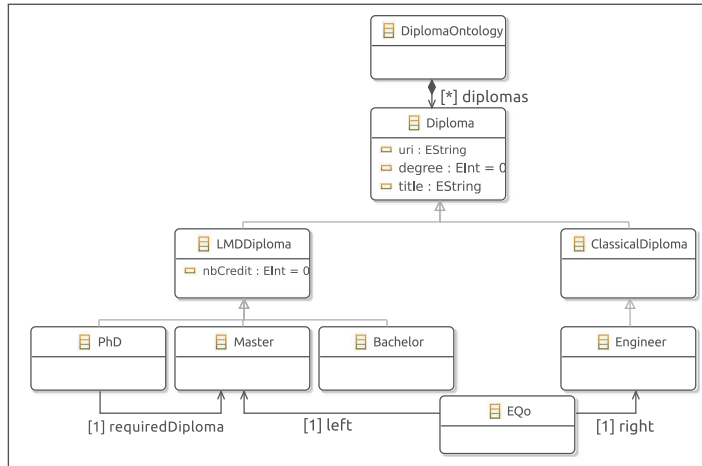 DiplomaOntology
[*] diplomas
Diploma
uri : EString
degree : EInt = 0
title : EString
LMDDiploma
nbCredit : EInt = 0
ClassicalDiploma
PhD
Master
Bachelor
Engineer
[1] requiredDiploma
[1] left
EQo
[1] right